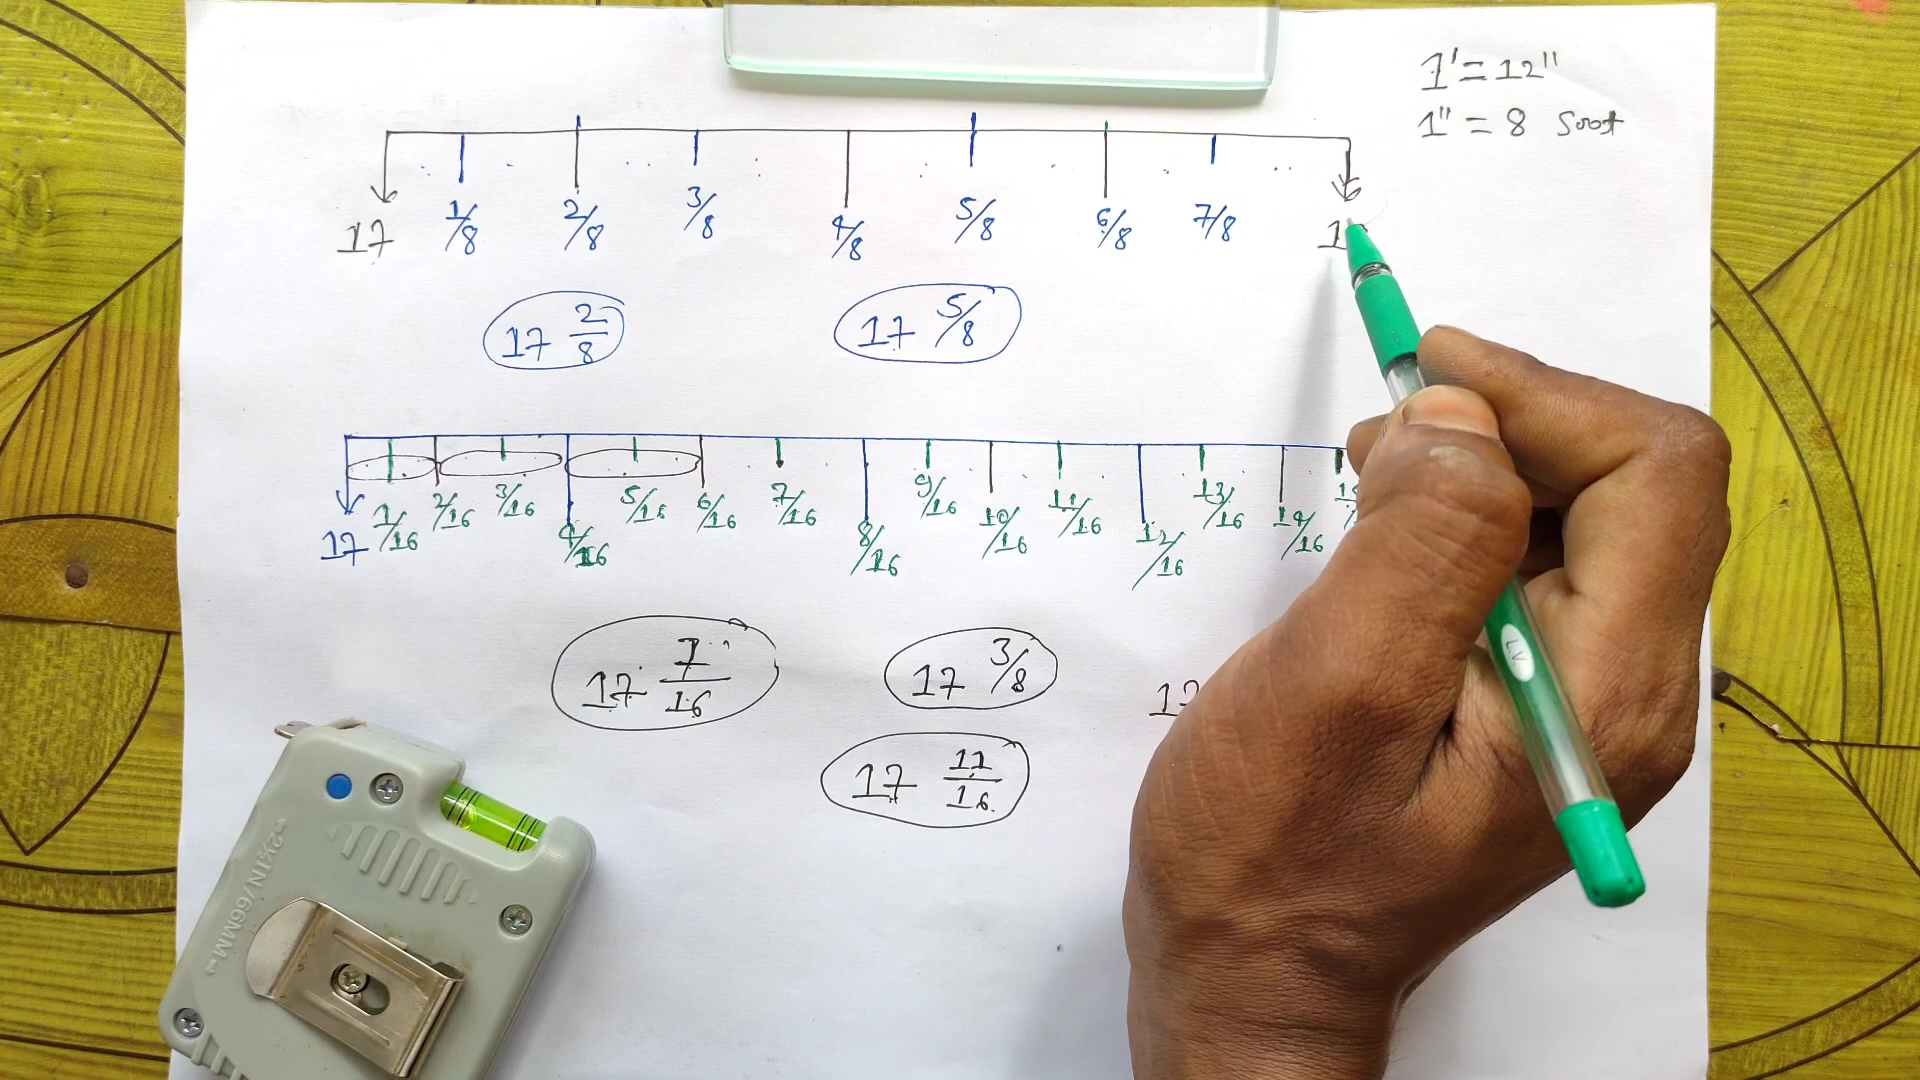 1' = 12"
1" = 8 Soot
17 1/8 2/8 3/8 4/8 5/8 6/8 7/8
17 2/8 17 5/8
17 1/16 2/16 3/16 4/16 5/16 6/16 7/16 8/16 9/16 10/16 11/16 12/16 13/16 14/16
17 7/16 17 3/8
17 11/16
2½IN/66MM
LV